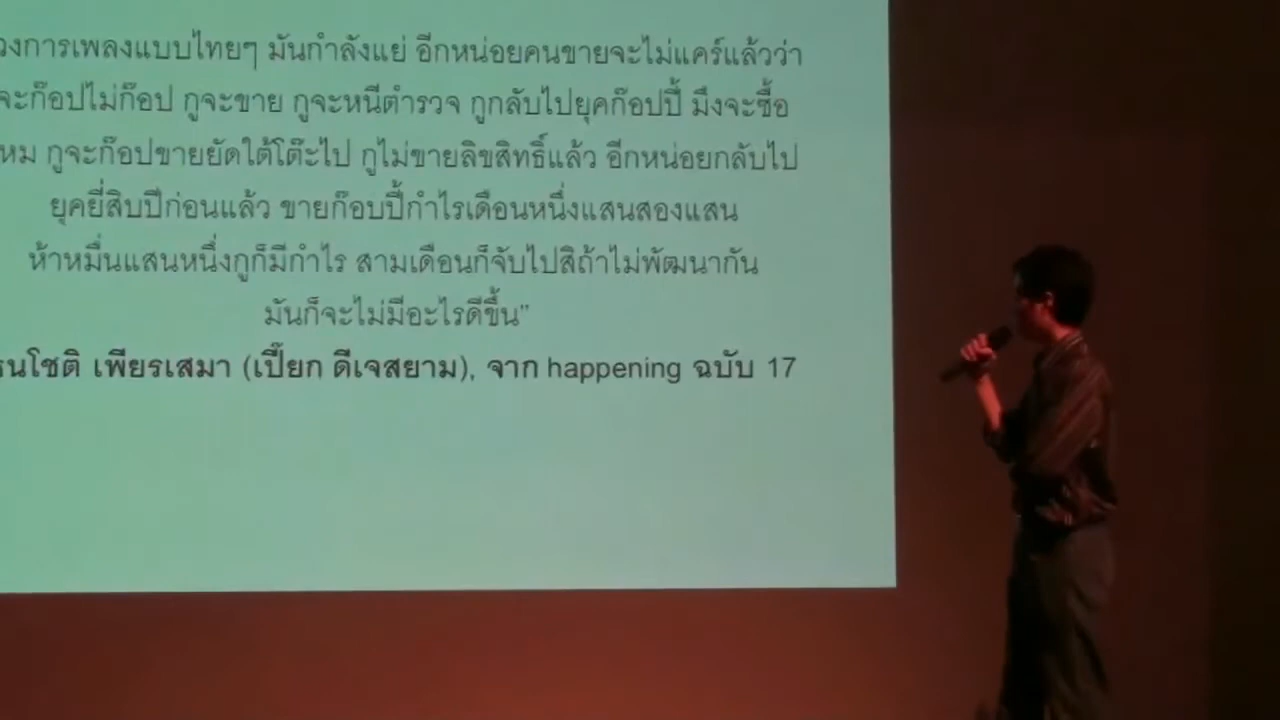 วงการเพลงแบบไทยๆ มันกำลังแย่ อีกหน่อยคนขายจะไม่แคร์แล้วว่า
จะก๊อปไม่ก๊อป กูจะขาย กูจะหนีตำรวจ กูกลับไปยุคก๊อปปี้ มึงจะซื้อ
ไหม กูจะก๊อปขายยัดใต้โต๊ะไป กูไม่ขายลิขสิทธิ์แล้ว อีกหน่อยกลับไป
ยุคยี่สิบปีก่อนแล้ว ขายก๊อบปี้กำไรเดือนหนึ่งแสนสองแสน
ห้าหมื่นแสนหนึ่งกูก็มีกำไร สามเดือนก็จับไปสิถ้าไม่พัฒนากัน
มันก็จะไม่มีอะไรดีขึ้น”
เพียรเสมา (เปี๊ยก ดีเจสยาม), จาก happening ฉบับ 17